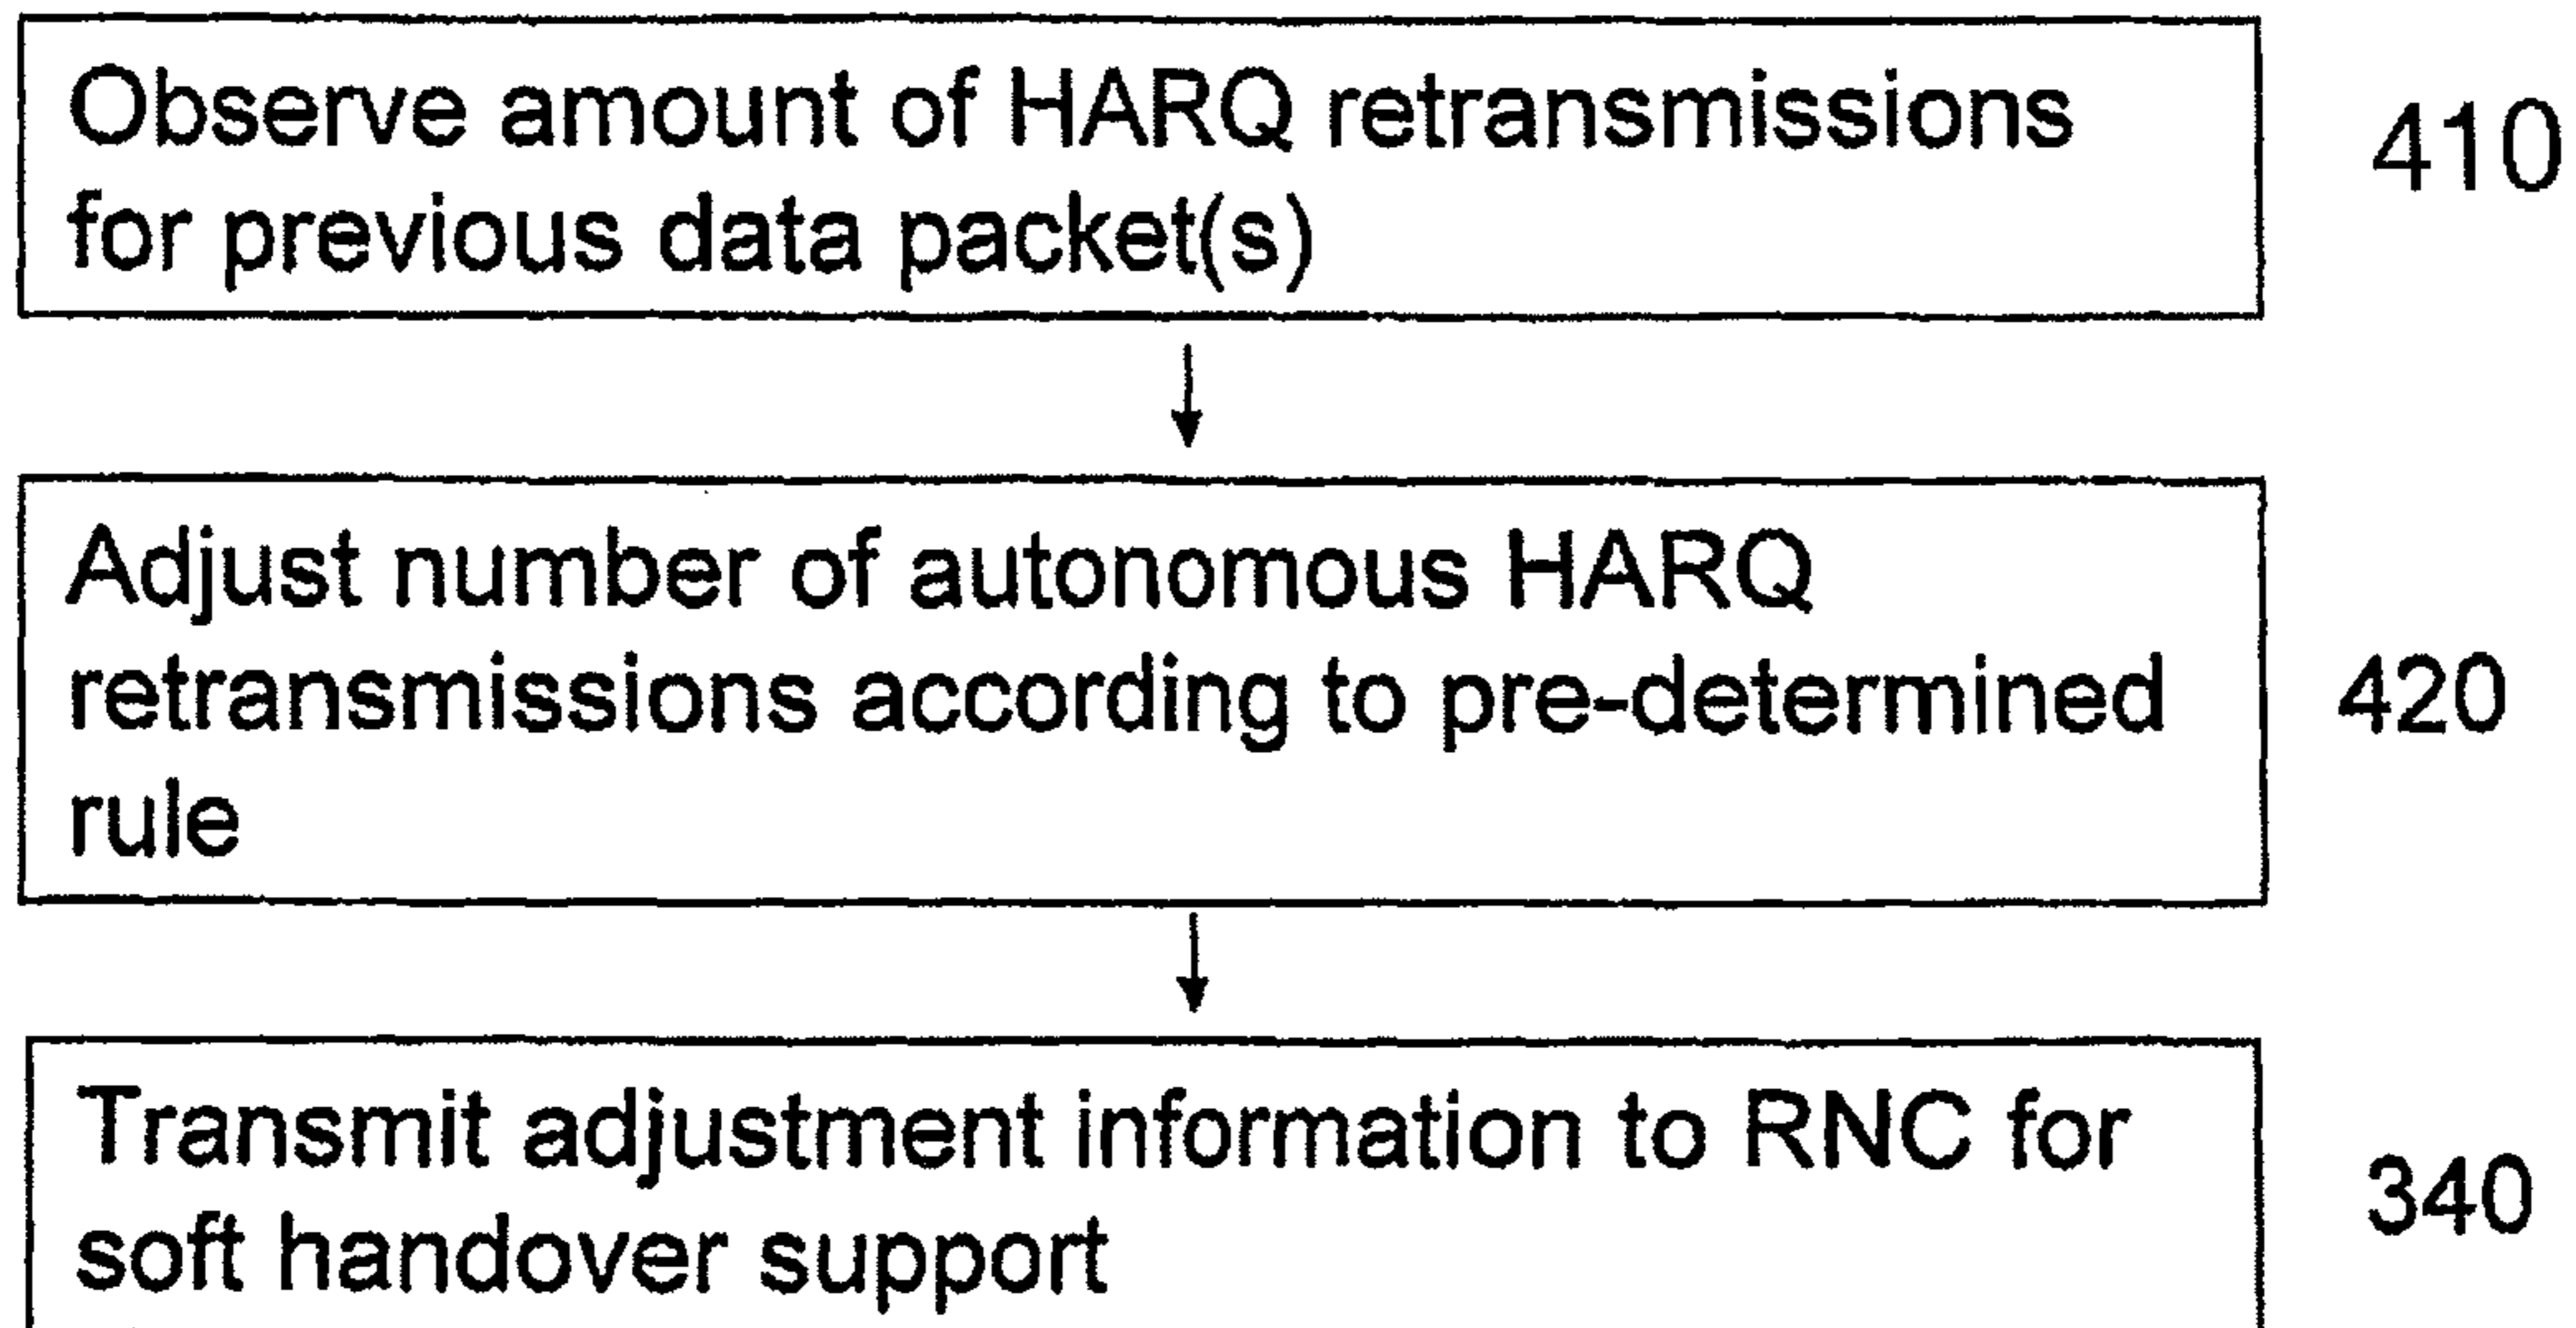 Observe amount of HARQ retransmissions
for previous data packet(s)
410
Adjust number of autonomous HARQ
retransmissions according to pre-determined
rule
420
Transmit adjustment information to RNC for
soft handover support
340